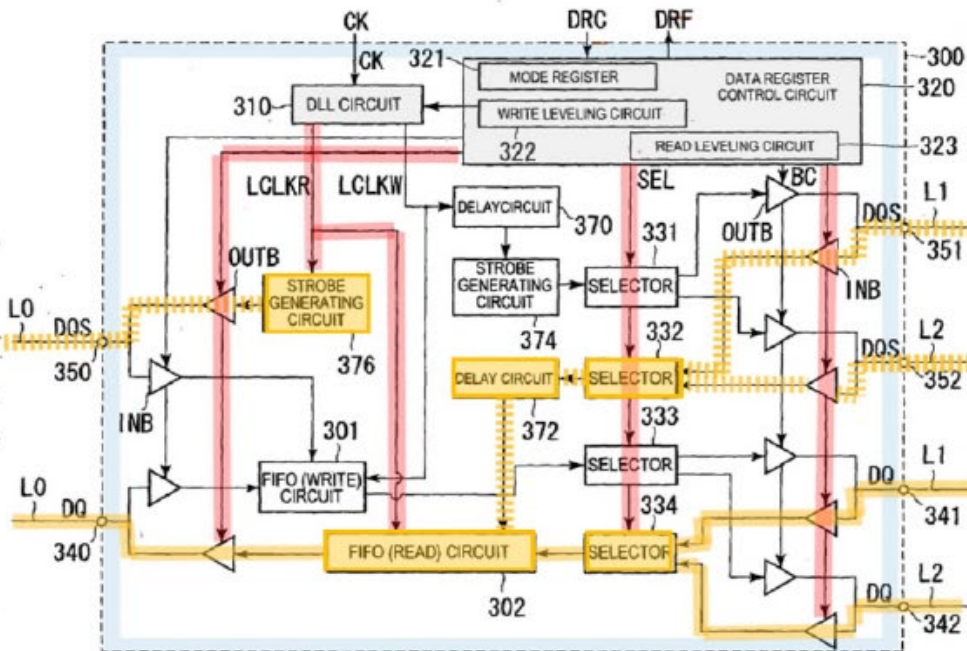 CK
DRC
DRF
CK
321
MODE REGISTER
DATA REGISTER
CONTROL CIRCUIT
300
320
310
DLL CIRCUIT
WRITE LEVELING CIRCUIT
322
READ LEVELING CIRCUIT
323
LCLKR
LCLKW
SEL
BC
DELAYCIRCUIT
370
OUTB
DQS
L1
351
331
OUTB
STROBE
GENERATING
CIRCUIT
376
STROBE
GENERATING
CIRCUIT
374
SELECTOR
INB
L0
DQS
350
332
DQS
L2
352
DELAY CIRCUIT
372
SELECTOR
INB
301
333
FIFO (WRITE)
CIRCUIT
SELECTOR
L0
DQ
340
334
DQ
L1
341
FIFO (READ) CIRCUIT
302
SELECTOR
DQ
L2
342